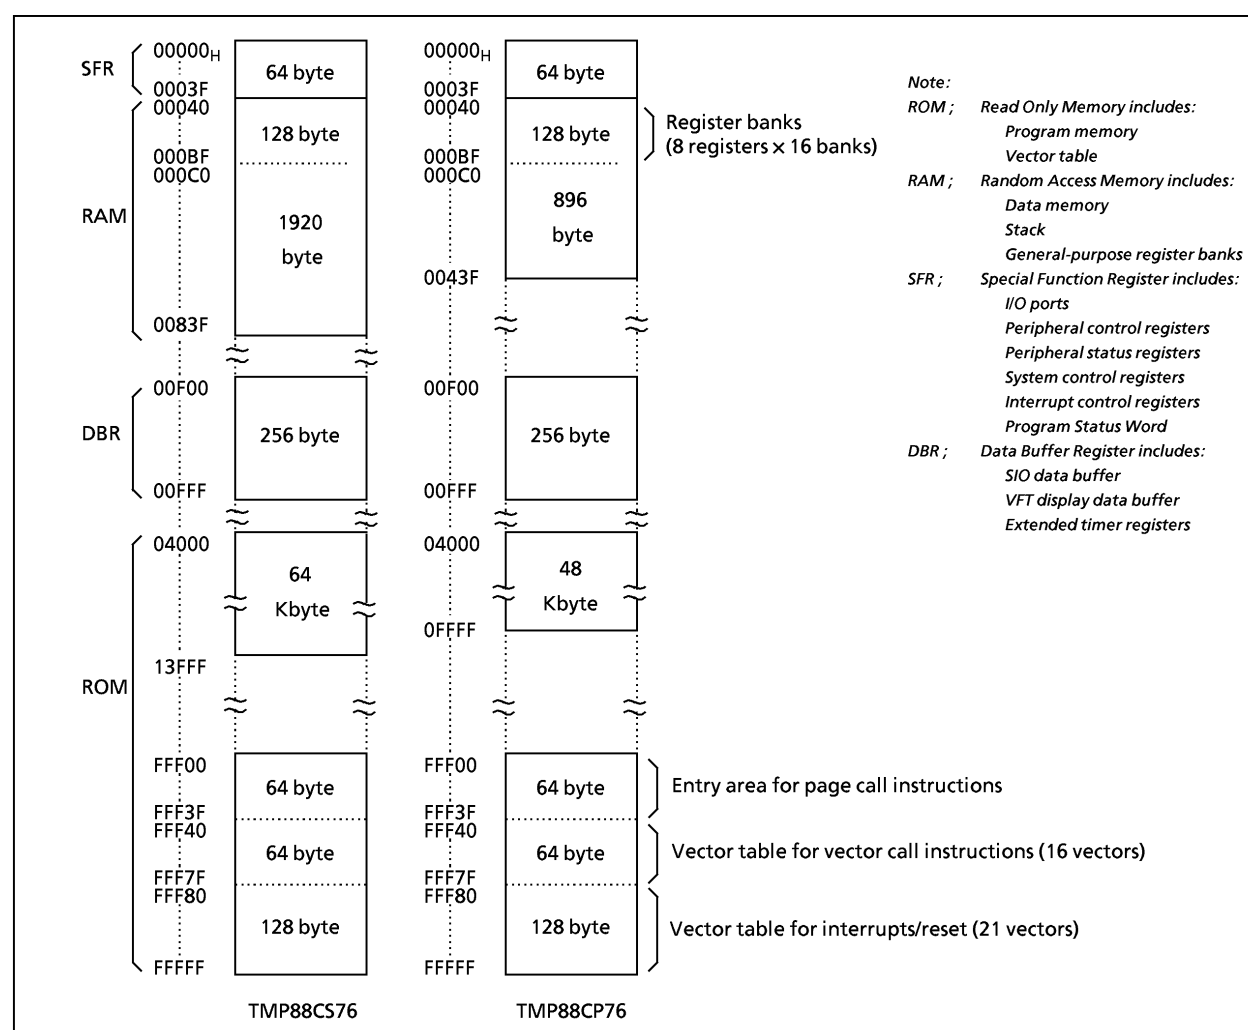 SFR
RAM
DBR
ROM
00000H
0003F
00040
000BF
000C0
0083F
00F00
00FFF
04000
13FFF
FFF00
FFF3F
FFF40
FFF7F
FFF80
FFFFF
64 byte
128 byte
1920
byte
256 byte
64
Kbyte
64 byte
64 byte
128 byte
TMP88CS76
00000H
0003F
00040
000BF
000C0
0043F
00F00
00FFF
04000
0FFFF
FFF00
FFF3F
FFF40
FFF7F
FFF80
FFFFF
64 byte
128 byte
896
byte
256 byte
48
Kbyte
64 byte
64 byte
128 byte
TMP88CP76
Register banks
(8 registers × 16 banks)
Entry area for page call instructions
Vector table for vector call instructions (16 vectors)
Vector table for interrupts/reset (21 vectors)
Note:
ROM ; Read Only Memory includes:
Program memory
Vector table
RAM ; Random Access Memory includes:
Data memory
Stack
General-purpose register banks
SFR ; Special Function Register includes:
I/O ports
Peripheral control registers
Peripheral status registers
System control registers
Interrupt control registers
Program Status Word
DBR ; Data Buffer Register includes:
SIO data buffer
VFT display data buffer
Extended timer registers